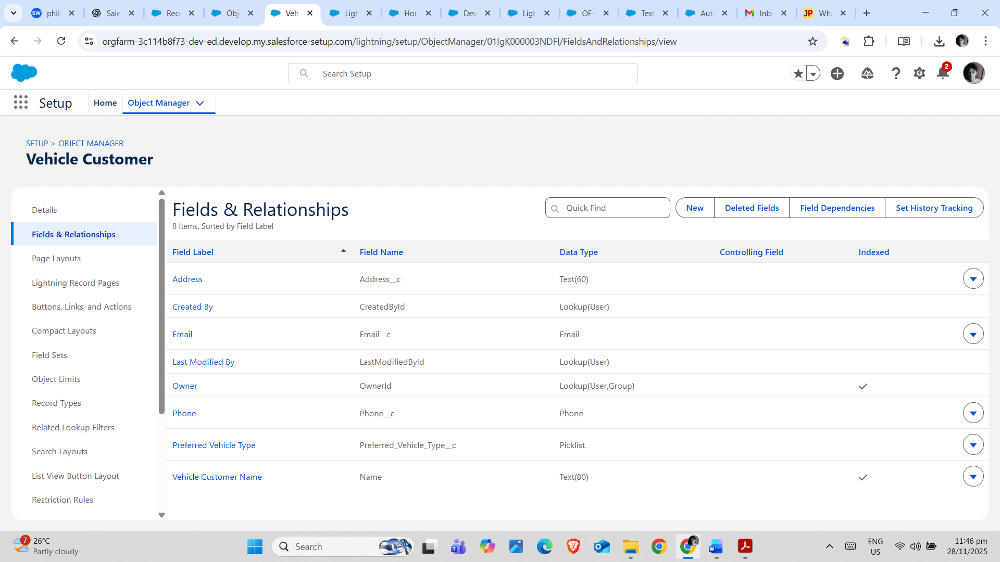 phili
Sale
Rec
Obj
Veh
Ligh
Hor
Dev
Ligh
OF-
Test
Aut
Inbo
Wha
orgfarm-3c114b8f73-dev-ed.develop.my.salesforce-setup.com/lightning/setup/ObjectManager/01IgK000003NDFl/FieldsAndRelationships/view
Search Setup
2
Setup
Home
Object Manager
SETUP > OBJECT MANAGER
Vehicle Customer
Details
Fields & Relationships
Page Layouts
Lightning Record Pages
Buttons, Links, and Actions
Compact Layouts
Field Sets
Object Limits
Record Types
Related Lookup Filters
Search Layouts
List View Button Layout
Restriction Rules
Fields & Relationships
8 Items, Sorted by Field Label
Quick Find
New
Deleted Fields
Field Dependencies
Set History Tracking
Field Label Field Name Data Type Controlling Field Indexed
Address Address__c Text(60)
Created By CreatedById Lookup(User)
Email Email__c Email
Last Modified By LastModifiedById Lookup(User)
Owner OwnerId Lookup(User,Group)
Phone Phone__c Phone
Preferred Vehicle Type Preferred_Vehicle_Type__c Picklist
Vehicle Customer Name Name Text(80)
7
26°C
Partly cloudy
Search
ENG
US
11:46 pm
28/11/2025